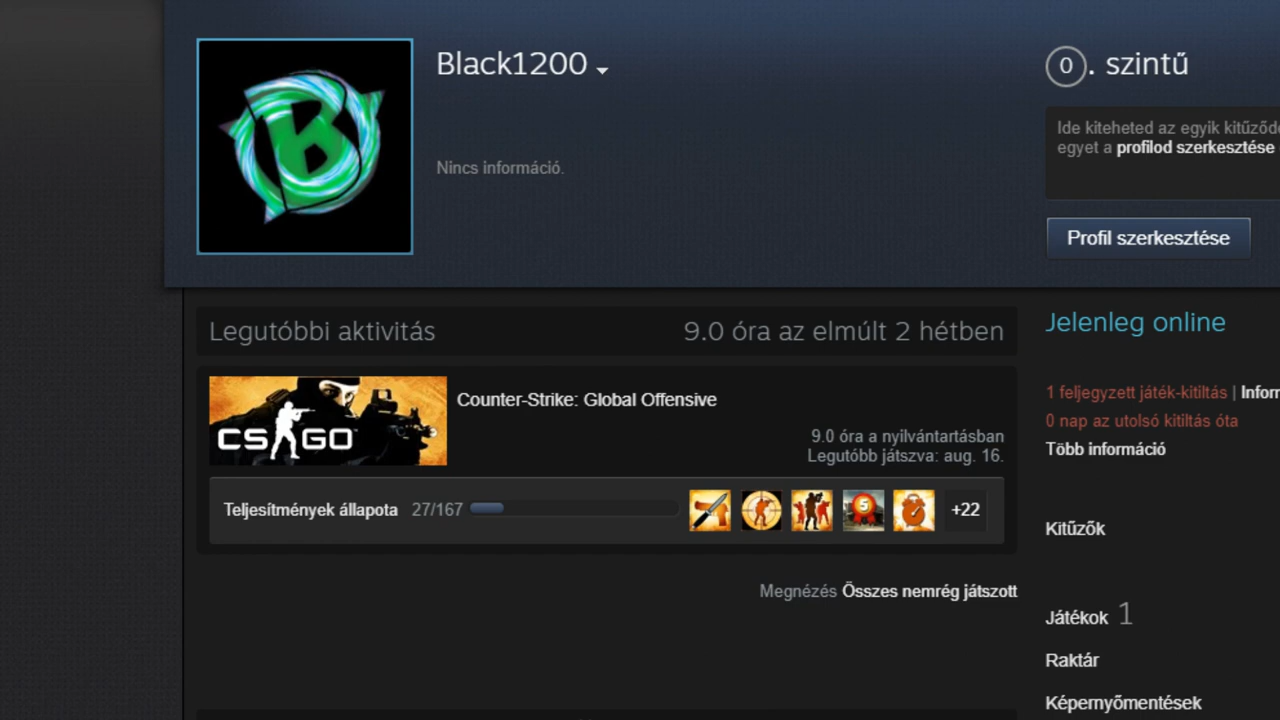 Black1200
Nincs információ.
0. szintű
Ide kiteheted az egyik
egyet a profilod szerkesztése
Profil szerkesztése
Legutóbbi aktivitás 9.0 óra az elmúlt 2 hétben
Jelenleg online
CS GO
Counter-Strike: Global Offensive
9.0 óra a nyilvántartásban
Legutóbb játszva: aug. 16.
1 feljegyzett játék-kitiltás |
0 nap az utolsó kitiltás óta
Több információ
Teljesítmények állapota 27/167
5
+22
Kitűzők
Megnézés Összes nemrég játszott
Játékok 1
Raktár
Képernyőmentések